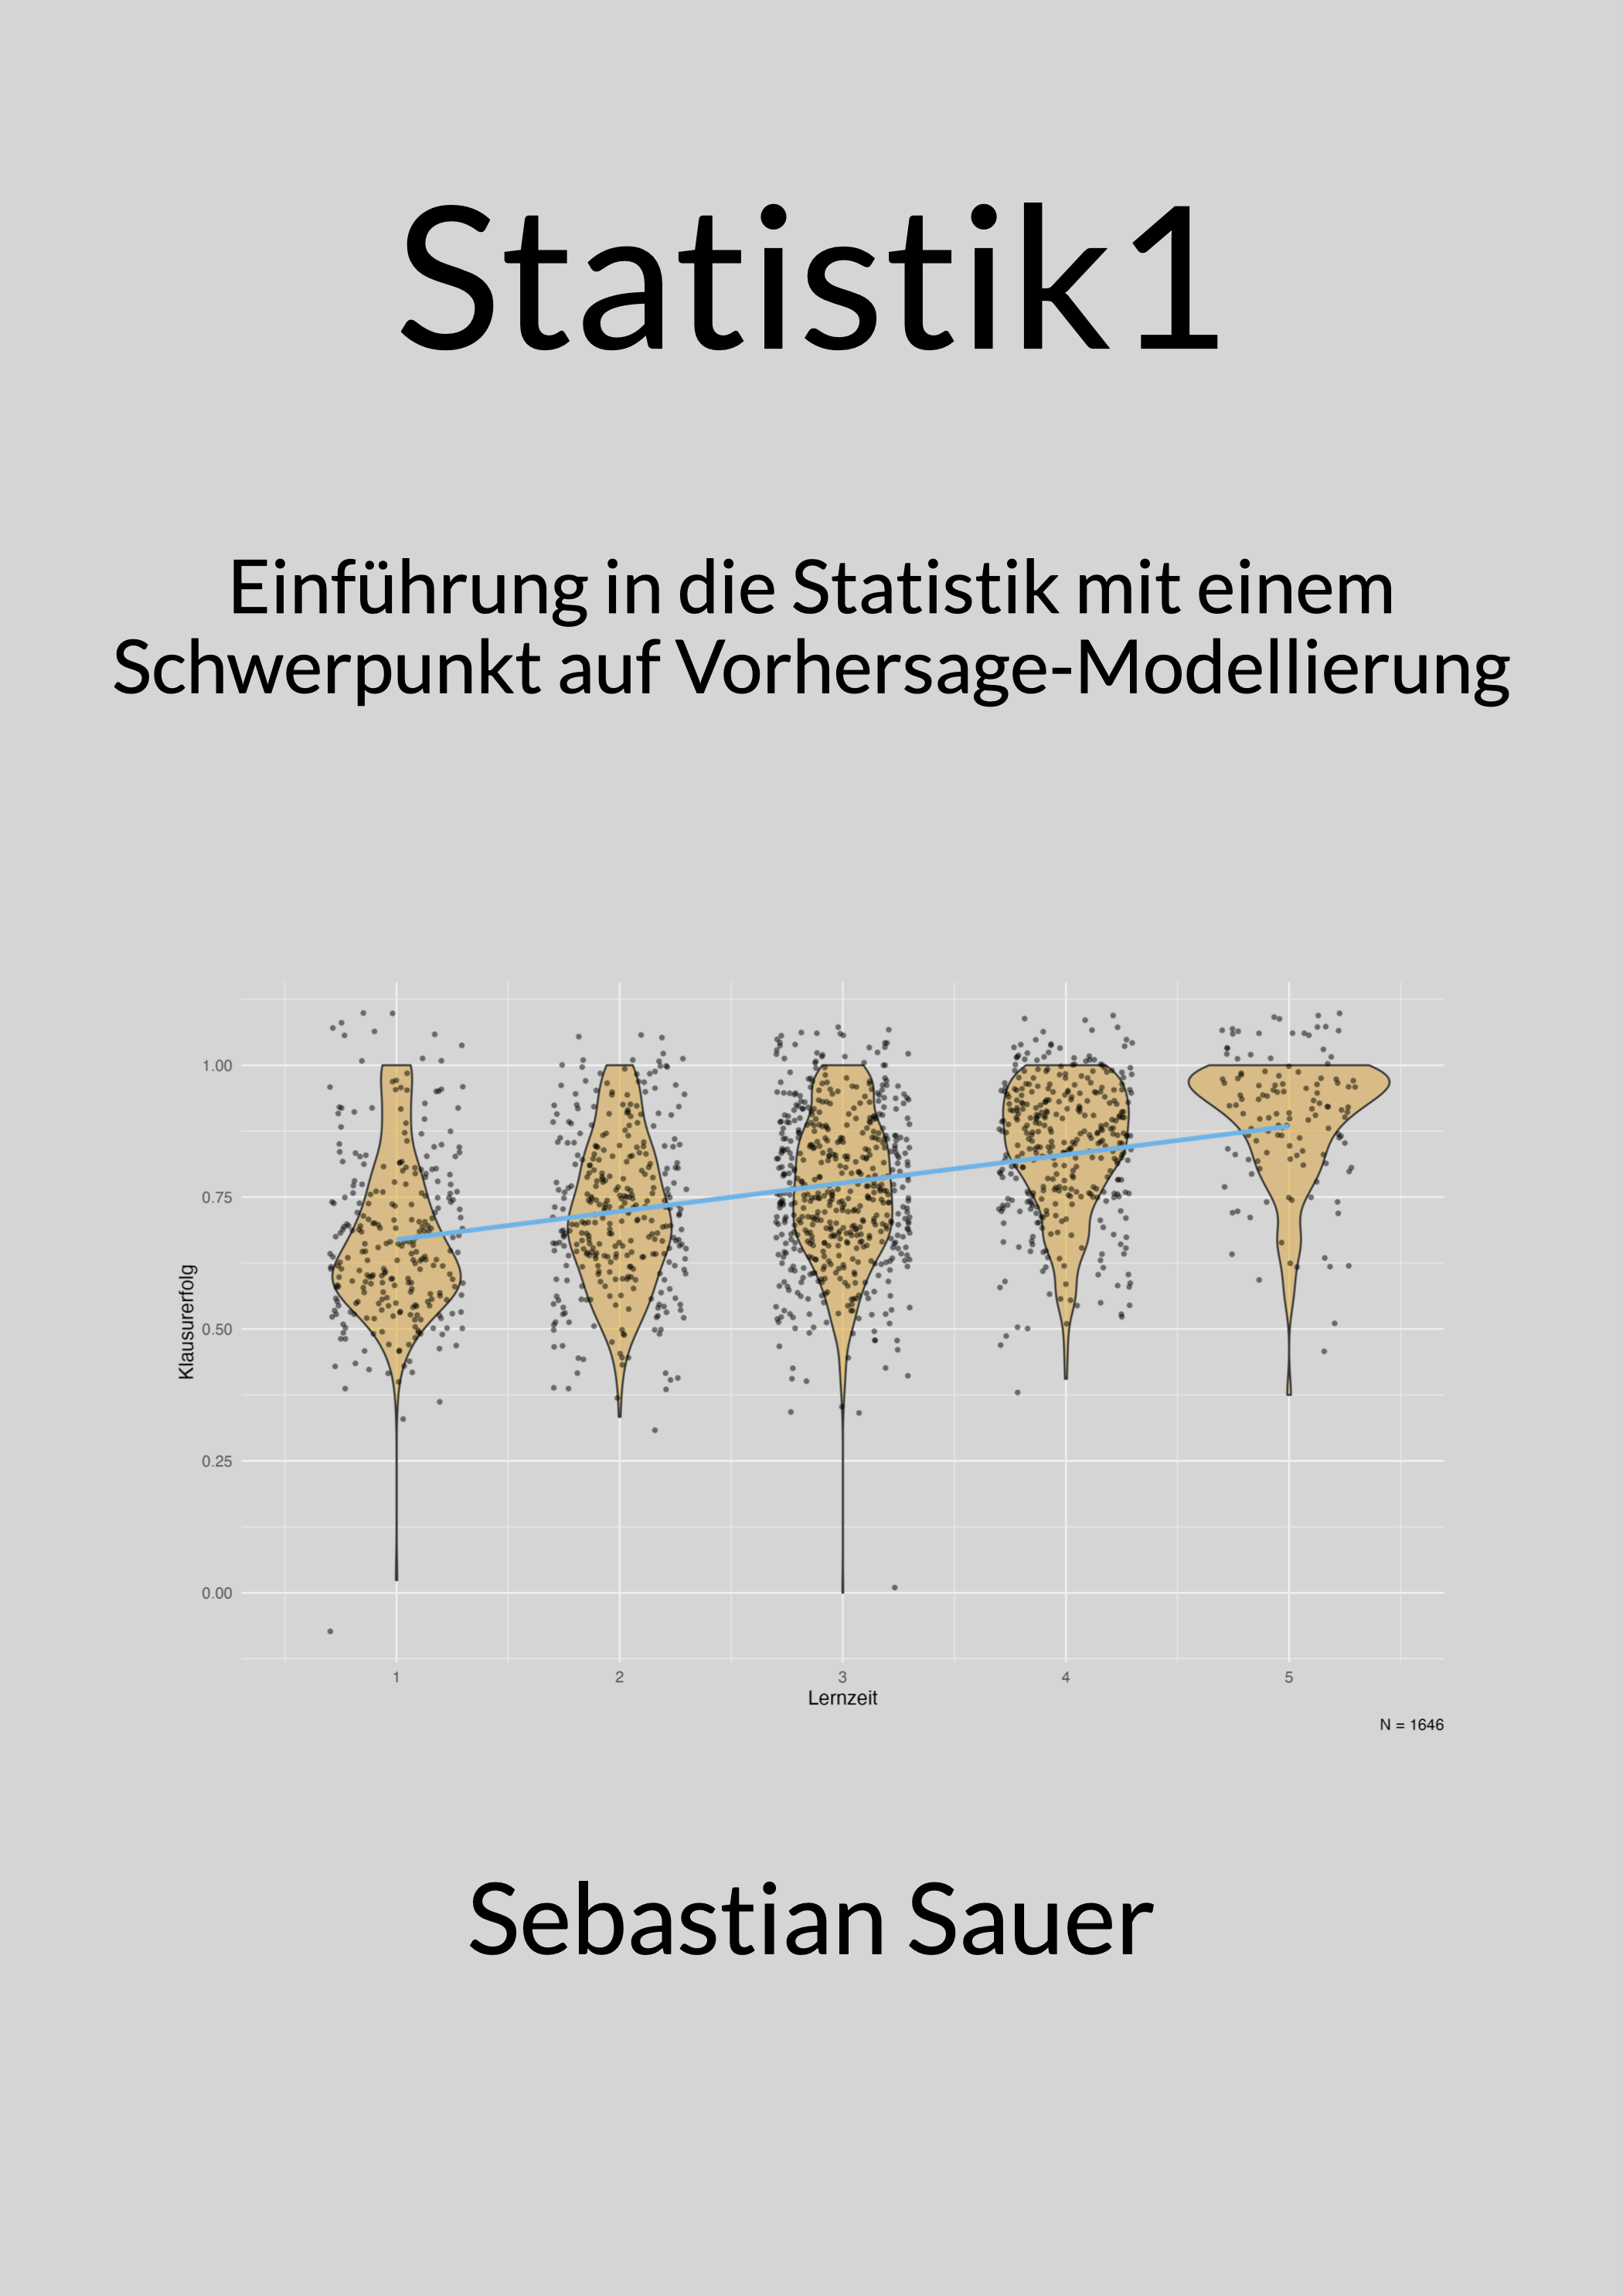 Statistik1
Einführung in die Statistik mit einem
Schwerpunkt auf Vorhersage-Modellierung
1.00
0.75
0.50
0.25
0.00
Klausurerfolg
1 2 3 4 5
Lernzeit
N = 1646
Sebastian Sauer